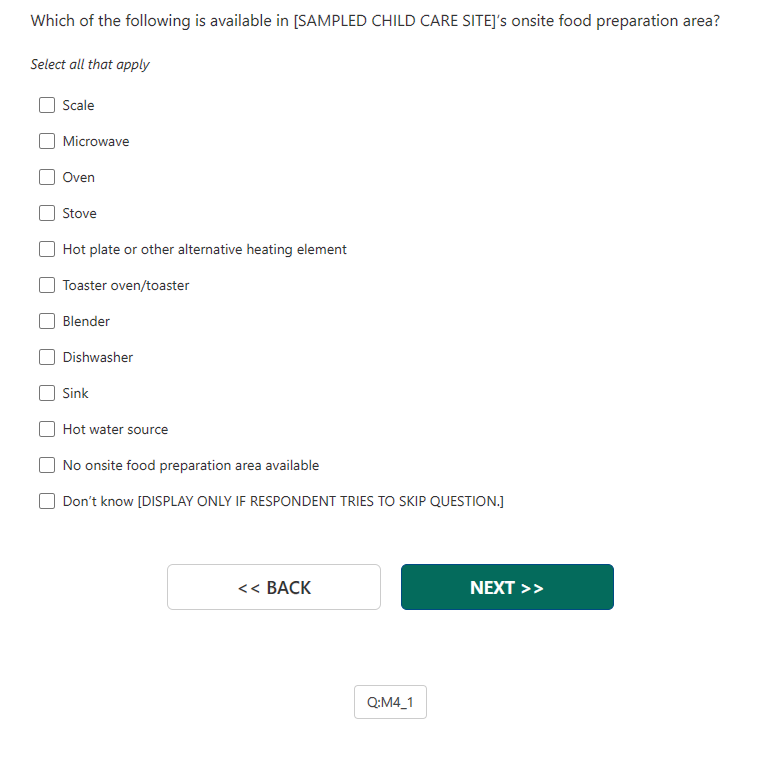 Which of the following is available in [SAMPLED CHILD CARE SITE]’s onsite food preparation area?
Select all that apply
Scale
Microwave
Oven
Stove
Hot plate or other alternative heating element
Toaster oven/toaster
Blender
Dishwasher
Sink
Hot water source
No onsite food preparation area available
Don’t know [DISPLAY ONLY IF RESPONDENT TRIES TO SKIP QUESTION.]
<< BACK
NEXT >>
Q:M4_1